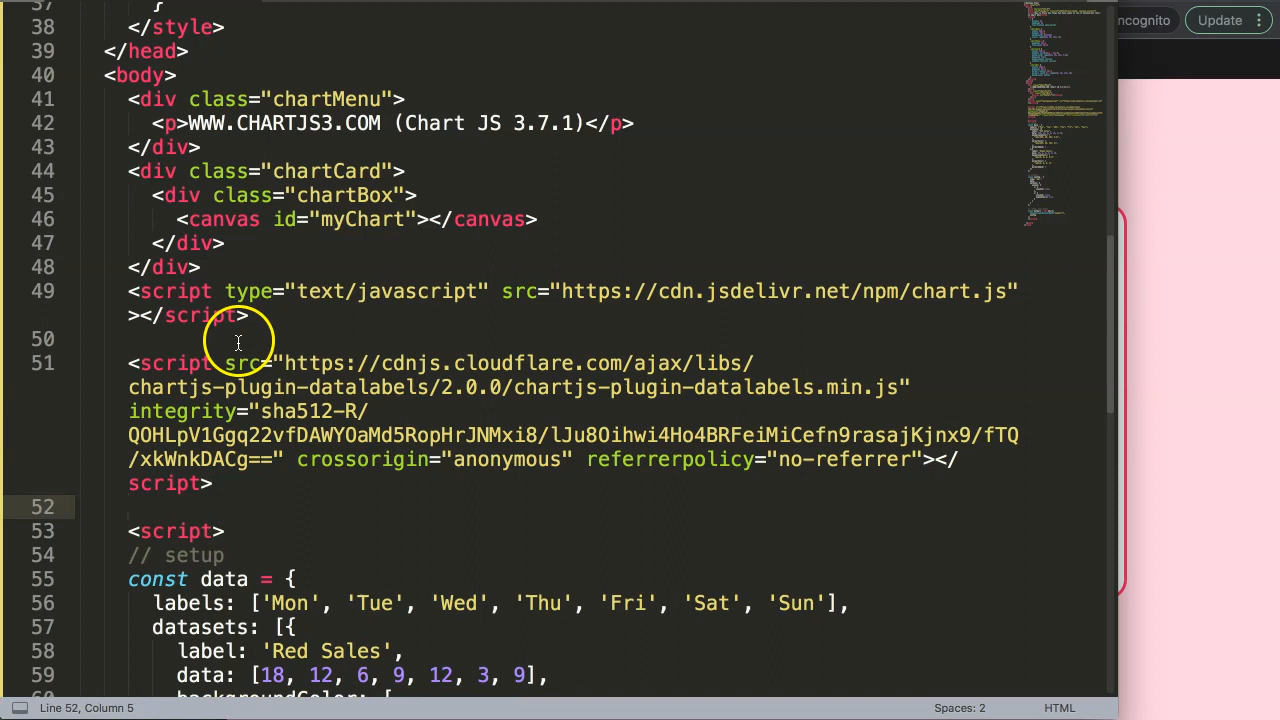 37 }
38 </style>
39 </head>
40 <body>
41 <div class="chartMenu">
42 <p>WWW.CHARTJS3.COM (Chart JS 3.7.1)</p>
43 </div>
44 <div class="chartCard">
45 <div class="chartBox">
46 <canvas id="myChart"></canvas>
47 </div>
48 </div>
49 <script type="text/javascript" src="https://cdn.jsdelivr.net/npm/chart.js"
></script>
50
51 <script src="https://cdnjs.cloudflare.com/ajax/libs/
chartjs-plugin-datalabels/2.0.0/chartjs-plugin-datalabels.min.js"
integrity="sha512-R/
QOHLpV1Ggq22vfDAWYOaMd5RopHrJNMxi8/lJu8Oihwi4Ho4BRFeiMiCefn9rasajKjnx9/fTQ
/xkWnkDACg==" crossorigin="anonymous" referrerpolicy="no-referrer"></
script>
52
53 <script>
54 // setup
55 const data = {
56 labels: ['Mon', 'Tue', 'Wed', 'Thu', 'Fri', 'Sat', 'Sun'],
57 datasets: [{
58 label: 'Red Sales',
59 data: [18, 12, 6, 9, 12, 3, 9],
60 backgroundColor: [
Line 52, Column 5
Spaces: 2
HTML
ncognito
Update